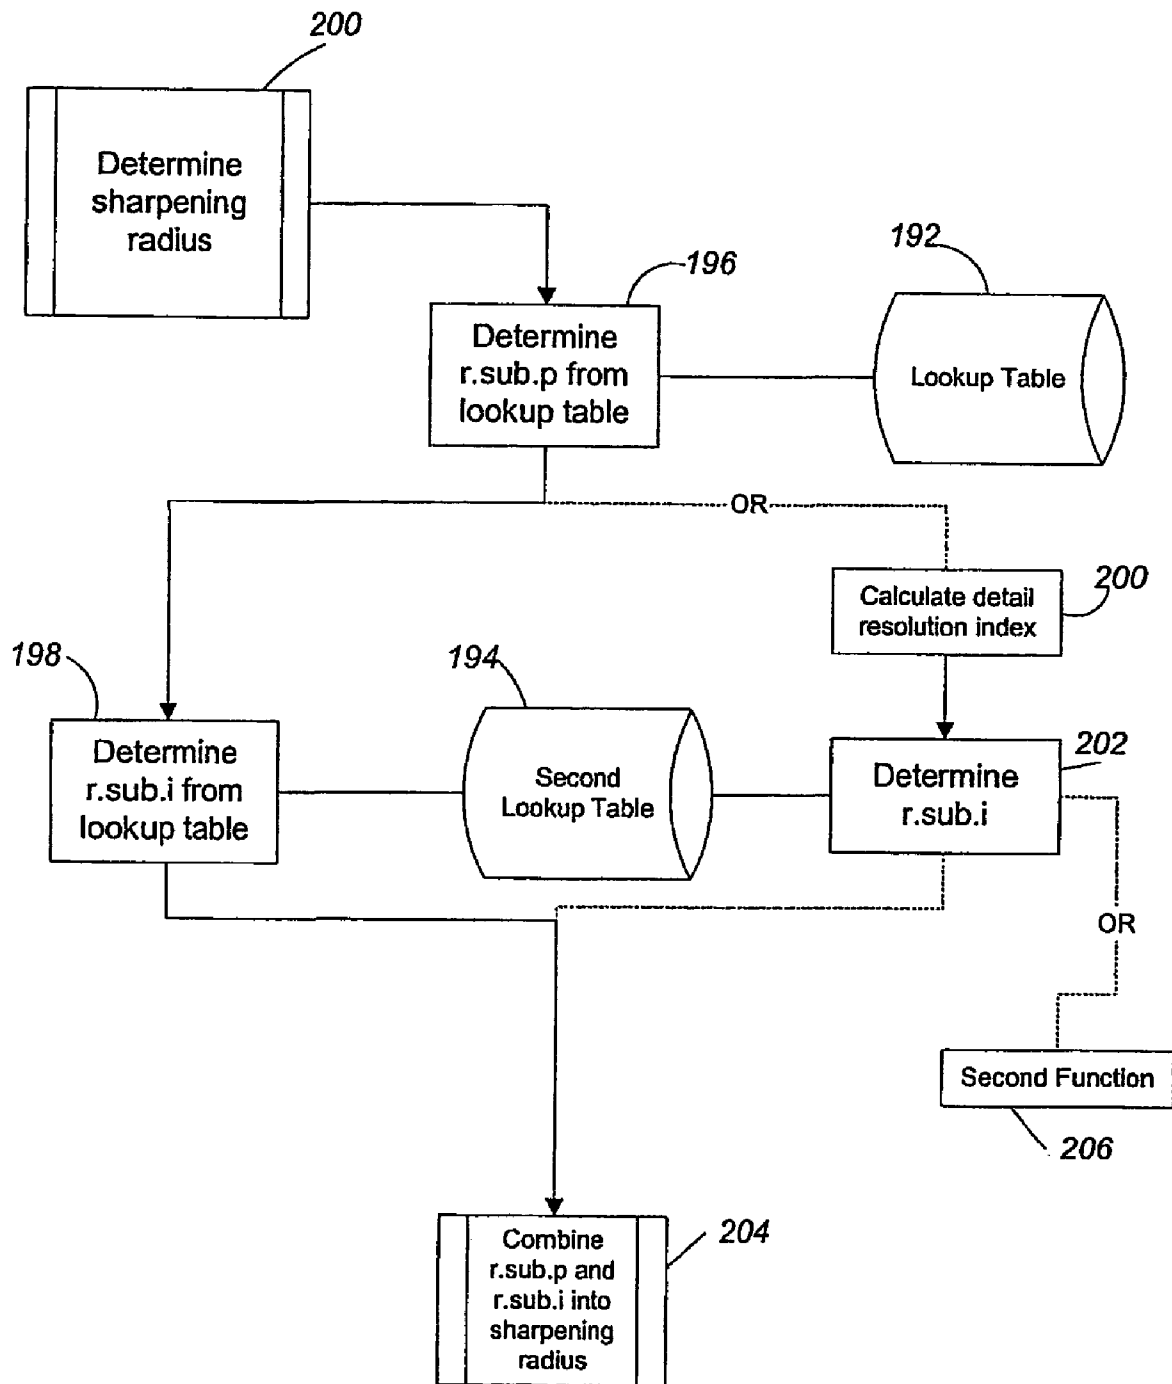 200
Determine
sharpening
radius
192
196
Determine
r.sub.p from
lookup table
Lookup Table
OR
200
Calculate detail
resolution index
198
194
202
Determine
r.sub.i from
lookup table
Second
Lookup Table
Determine
r.sub.i
OR
Second Function
206
204
Combine
r.sub.p and
r.sub.i into
sharpening
radius